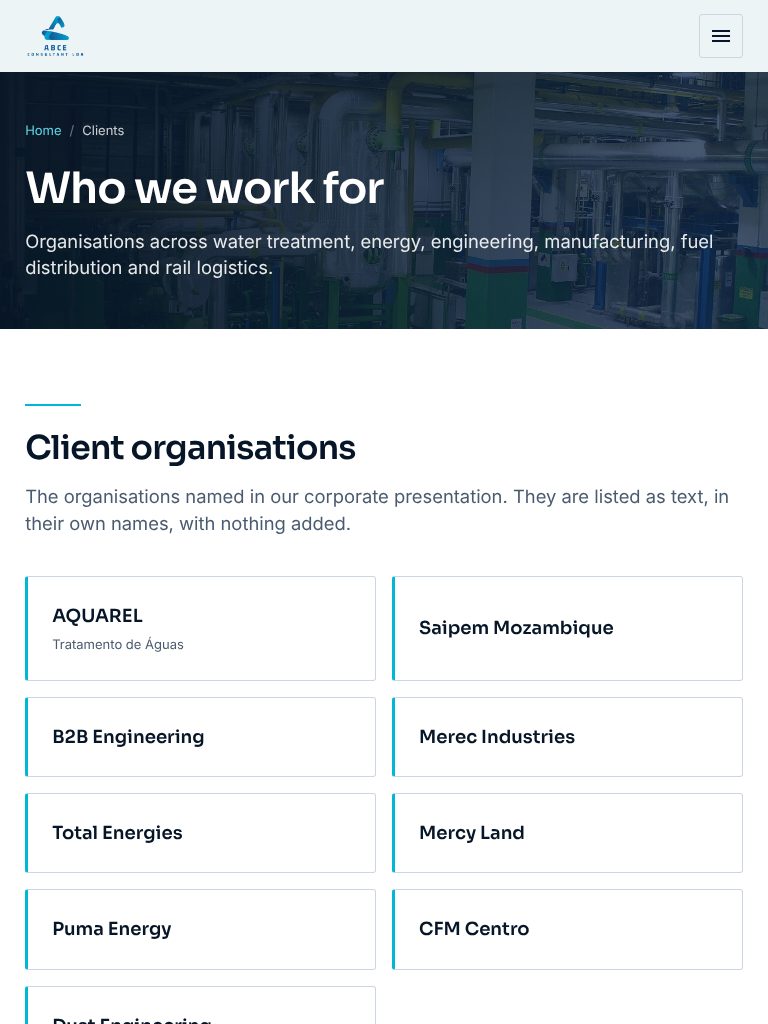 ABCE
CONSULTANT LDA
Home / Clients
Who we work for
Organisations across water treatment, energy, engineering, manufacturing, fuel
distribution and rail logistics.
Client organisations
The organisations named in our corporate presentation. They are listed as text, in
their own names, with nothing added.
AQUAREL
Tratamento de Águas
Saipem Mozambique
B2B Engineering
Merec Industries
Total Energies
Mercy Land
Puma Energy
CFM Centro